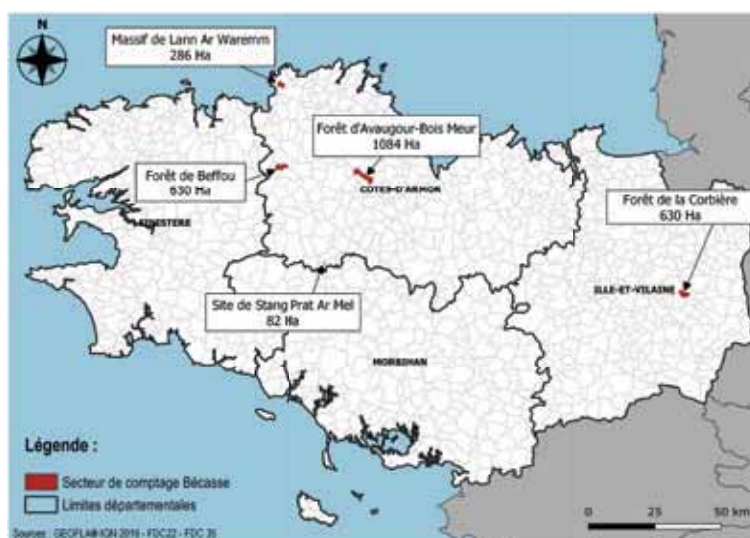 N
Massif de Lann Ar Waremm
286 Ha
Forêt d'Avaugour-Bois Meur
1084 Ha
Forêt de Beffou
630 Ha
COTES-D'ARMOR
Forêt de la Corbière
630 Ha
FINISTERE
Site de Stang Prat Ar Mel
82 Ha
ILLE-ET-VILAINE
MORBIHAN
Légende :
Secteur de comptage Bécasse
Limites départementales
0 25 50 km
Sources : GEOFLA®IGN 2016 - FDC22 - FDC 35